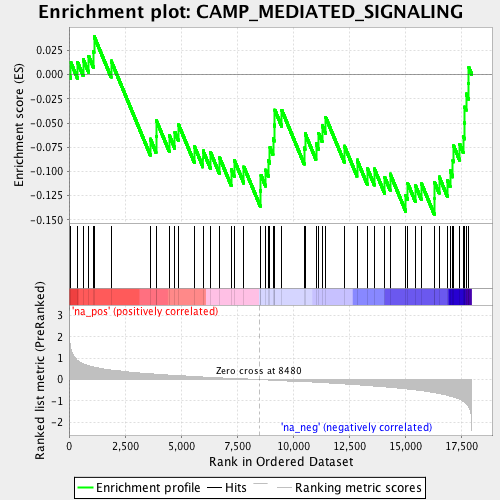 Enrichment plot: CAMP_MEDIATED_SIGNALING
Enrichment score (ES)
0.025
0.000
-0.025
-0.050
-0.075
-0.100
-0.125
-0.150
'na_pos' (positively correlated)
Ranked list metric (PreRanked)
3
2
1
0
-1
-2
Zero cross at 8480
'na_neg' (negatively correlated)
0 2,500 5,000 7,500 10,000 12,500 15,000 17,500
Rank in Ordered Dataset
Enrichment profile Hits Ranking metric scores